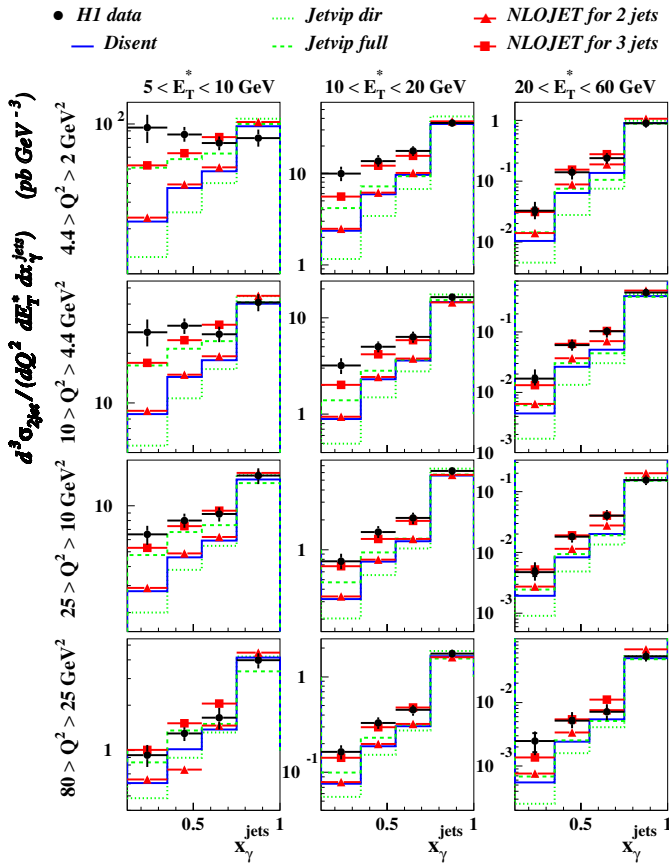 H1 data Jetvip dir NLOJET for 2 jets
Disent Jetvip full NLOJET for 3 jets
5 < E*T < 10 GeV 10 < E*T < 20 GeV 20 < E*T < 60 GeV
d³σ2jet/(dQ² dE*T dxγjets) (pb GeV⁻³)
4.4 > Q² > 2 GeV²
10² 10 1 1 10⁻¹ 10⁻²
10 > Q² > 4.4 GeV²
10 10 1 10⁻¹ 10⁻² 10⁻³
25 > Q² > 10 GeV²
10 1 10⁻¹ 10⁻² 10⁻³
80 > Q² > 25 GeV²
1 1 10⁻¹ 10⁻² 10⁻³
0.5 1 0.5 1 0.5 1
xγjets xγjets xγjets